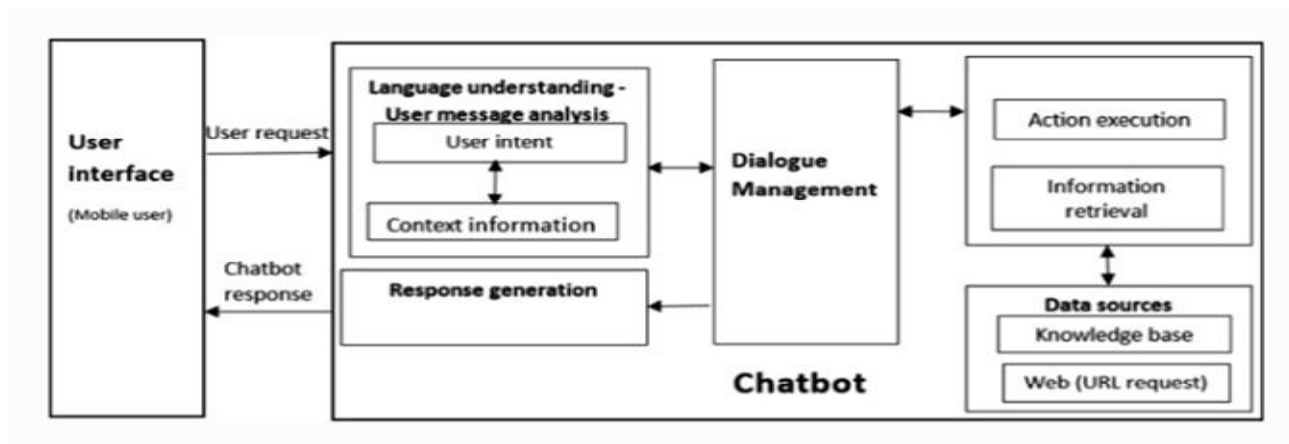 User
interface
(Mobile user)
User request
Chatbot
response
Language understanding -
User message analysis
User intent
Context information
Response generation
Dialogue
Management
Action execution
Information
retrieval
Data sources
Knowledge base
Web (URL request)
Chatbot